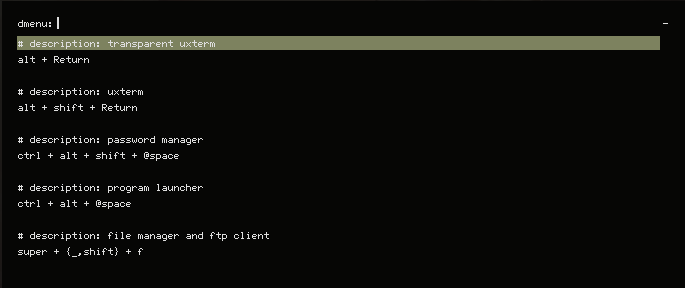 dmenu:
# description: transparent uxterm
alt + Return
# description: uxterm
alt + shift + Return
# description: password manager
ctrl + alt + shift + @space
# description: program launcher
ctrl + alt + @space
# description: file manager and ftp client
super + {_,shift} + f